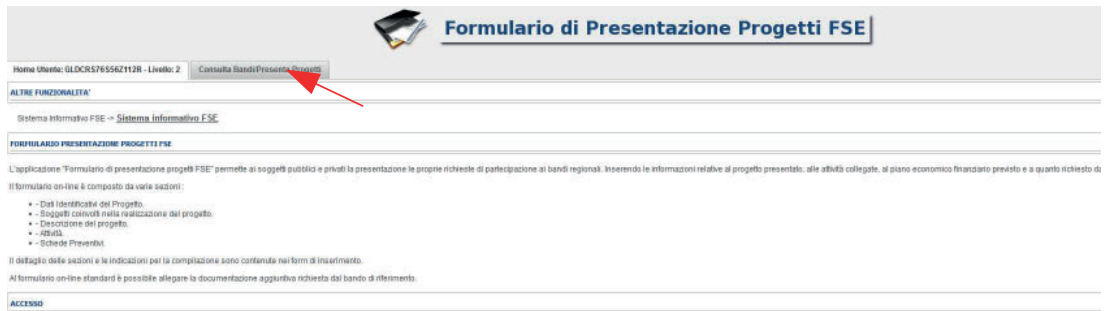 Formulario di Presentazione Progetti FSE
Home Utente: GLDCRS76S56Z112R - Livello: 2 Consulta Bandi/Presenta Progetti
ALTRE FUNZIONALITA'
Sistema Informativo FSE -> Sistema informativo FSE
FORMULARIO PRESENTAZIONE PROGETTI FSE
L'applicazione "Formulario di presentazione progetti FSE" permette ai soggetti pubblici e privati la presentazione le proprie richieste di partecipazione ai bandi regionali. Inserendo le informazioni relative al progetto presentato, alle attività collegate, al piano economico finanziario previsto e a quanto richiesto da
Il formulario on-line è composto da varie sezioni:
- Dati Identificativi del Progetto.
- Soggetti coinvolti nella realizzazione del progetto.
- Descrizione del progetto.
- Attività.
- Schede Preventivi.
Il dettaglio delle sezioni e le indicazioni per la compilazione sono contenute nei form di inserimento.
Al formulario on-line standard è possibile allegare la documentazione aggiuntiva richiesta dal bando di riferimento.
ACCESSO